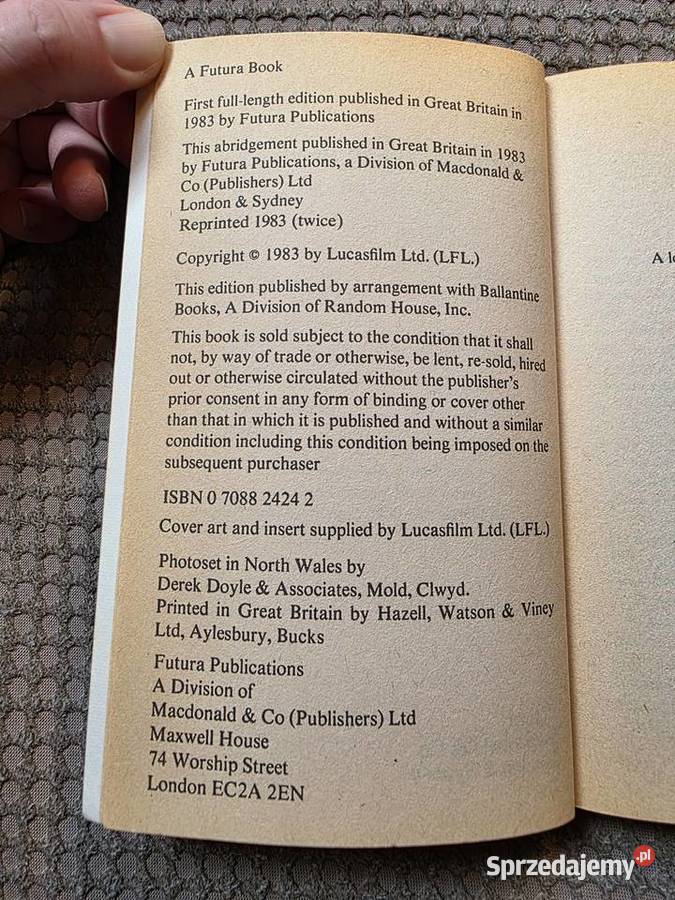 A Futura Book
First full-length edition published in Great Britain in
1983 by Futura Publications
This abridgement published in Great Britain in 1983
by Futura Publications, a Division of Macdonald &
Co (Publishers) Ltd
London & Sydney
Reprinted 1983 (twice)
Copyright © 1983 by Lucasfilm Ltd. (LFL.)
This edition published by arrangement with Ballantine
Books, A Division of Random House, Inc.
This book is sold subject to the condition that it shall
not, by way of trade or otherwise, be lent, re-sold, hired
out or otherwise circulated without the publisher's
prior consent in any form of binding or cover other
than that in which it is published and without a similar
condition including this condition being imposed on the
subsequent purchaser
ISBN 0 7088 2424 2
Cover art and insert supplied by Lucasfilm Ltd. (LFL.)
Photoset in North Wales by
Derek Doyle & Associates, Mold, Clwyd.
Printed in Great Britain by Hazell, Watson & Viney
Ltd, Aylesbury, Bucks
Futura Publications
A Division of
Macdonald & Co (Publishers) Ltd
Maxwell House
74 Worship Street
London EC2A 2EN
A
Sprzedajemy.pl